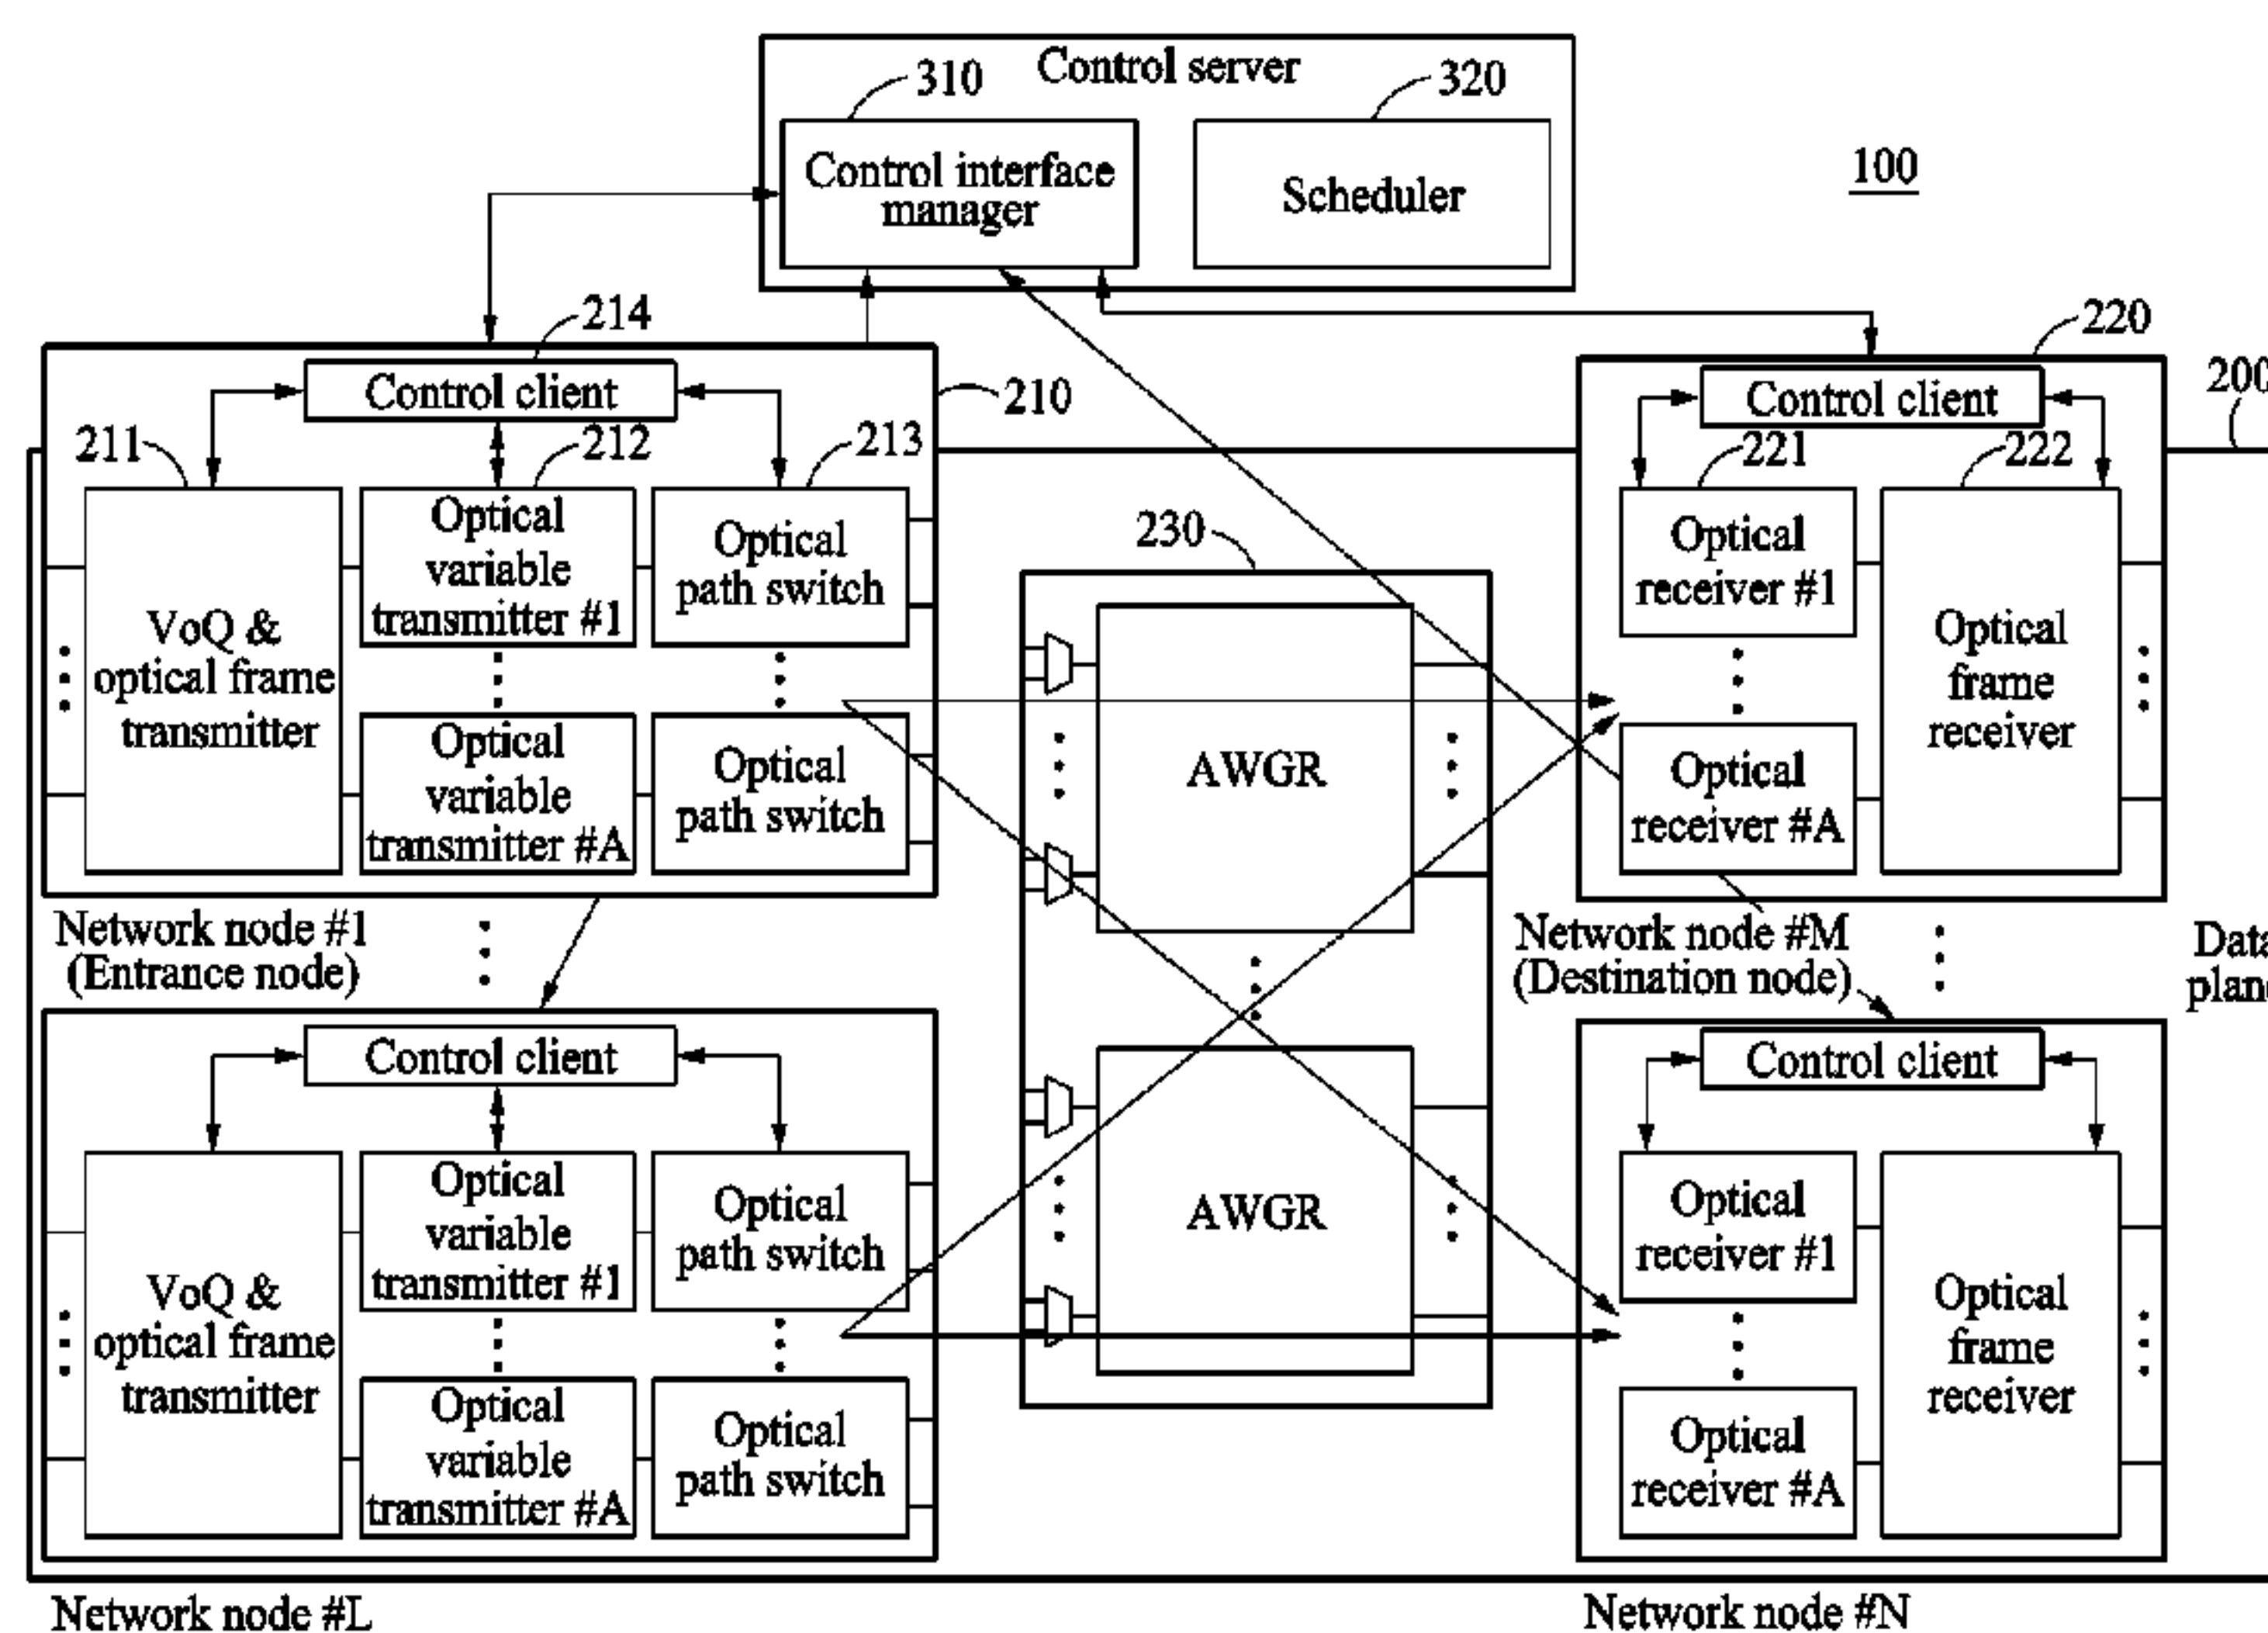 Control server
310
320
Control interface
manager
Scheduler
100
214
Control client
210
211
212
213
VoQ &
optical frame
transmitter
Optical
variable
transmitter #1
Optical
path switch
Optical
variable
transmitter #A
Optical
path switch
Network node #1
(Entrance node)
230
AWGR
AWGR
220
200
Control client
221
222
Optical
receiver #1
Optical
receiver #A
Optical
frame
receiver
Network node #M
(Destination node)
Data
plane
Control client
VoQ &
optical frame
transmitter
Optical
variable
transmitter #1
Optical
path switch
Optical
variable
transmitter #A
Optical
path switch
Network node #L
Control client
Optical
receiver #1
Optical
receiver #A
Optical
frame
receiver
Network node #N